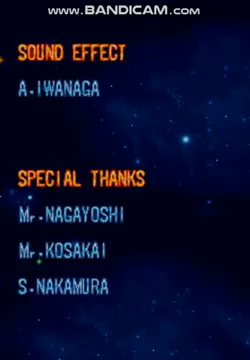 www.BANDICAM.com
SOUND EFFECT
A.IWANAGA
SPECIAL THANKS
Mr.NAGAYOSHI
Mr.KOSAKAI
S.NAKAMURA